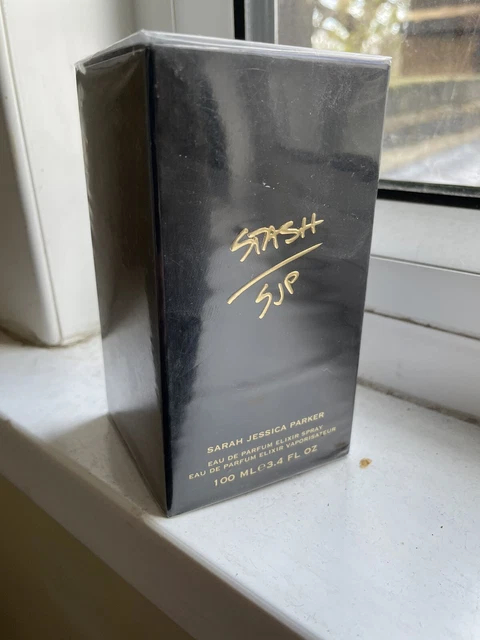 STASH
SJP
SARAH JESSICA PARKER
EAU DE PARFUM ELIXIR SPRAY
EAU DE PARFUM ELIXIR VAPORISATEUR
100 ML℮3.4 FL OZ